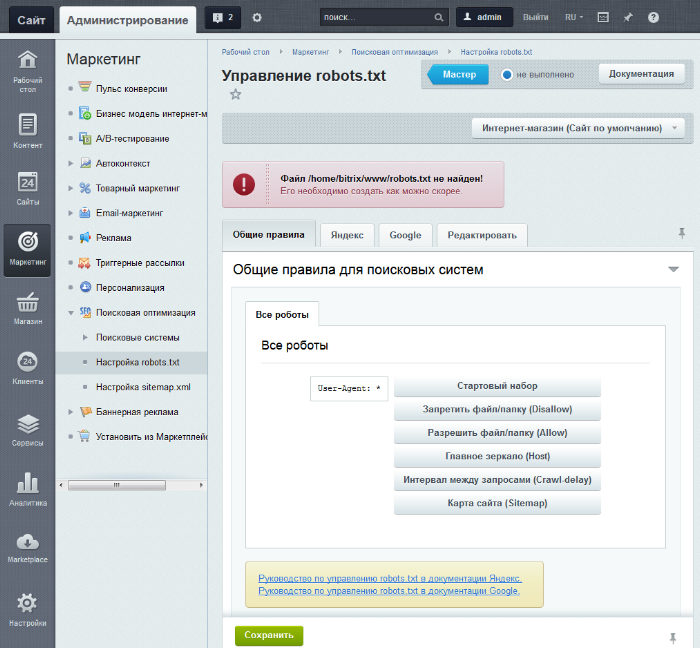 Сайт
Администрирование
2
поиск...
admin
Выйти
RU
?
Рабочий стол
Контент
24
Сайты
Маркетинг
Магазин
24
Клиенты
Сервисы
Аналитика
Marketplace
Настройки
Маркетинг
Пульс конверсии
Бизнес модель интернет-м
A/B-тестирование
Автоконтекст
Товарный маркетинг
Email-маркетинг
Реклама
Триггерные рассылки
Персонализация
SEO
Поисковая оптимизация
Поисковые системы
Настройка robots.txt
Настройка sitemap.xml
Баннерная реклама
Установить из Маркетплей
Рабочий стол
Маркетинг
Поисковая оптимизация
Настройка robots.txt
Управление robots.txt
Мастер
не выполнено
Документация
Интернет-магазин (Сайт по умолчанию)
Файл /home/bitrix/www/robots.txt не найден!
Его необходимо создать как можно скорее.
Общие правила
Яндекс
Google
Редактировать
Общие правила для поисковых систем
Все роботы
Все роботы
User-Agent: *
Стартовый набор
Запретить файл/папку (Disallow)
Разрешить файл/папку (Allow)
Главное зеркало (Host)
Интервал между запросами (Crawl-delay)
Карта сайта (Sitemap)
Руководство по управлению robots.txt в документации Яндекс.
Руководство по управлению robots.txt в документации Google.
Сохранить